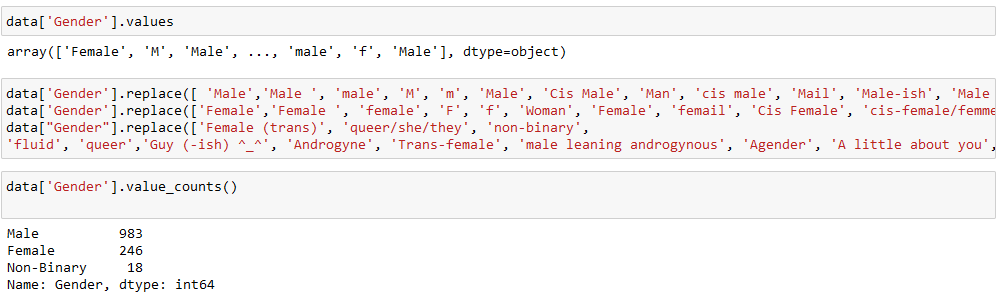 data['Gender'].values
array(['Female', 'M', 'Male', ..., 'male', 'f', 'Male'], dtype=object)
data['Gender'].replace([ 'Male','Male ', 'male', 'M', 'm', 'Male', 'Cis Male', 'Man', 'cis male', 'Mail', 'Male-ish', 'Male
data['Gender'].replace(['Female','Female ', 'female', 'F', 'f', 'Woman', 'Female', 'femail', 'Cis Female', 'cis-female/femme
data["Gender"].replace(['Female (trans)', 'queer/she/they', 'non-binary',
'fluid', 'queer','Guy (-ish) ^_^', 'Androgyne', 'Trans-female', 'male leaning androgynous', 'Agender', 'A little about you',
data['Gender'].value_counts()
Male 983
Female 246
Non-Binary 18
Name: Gender, dtype: int64